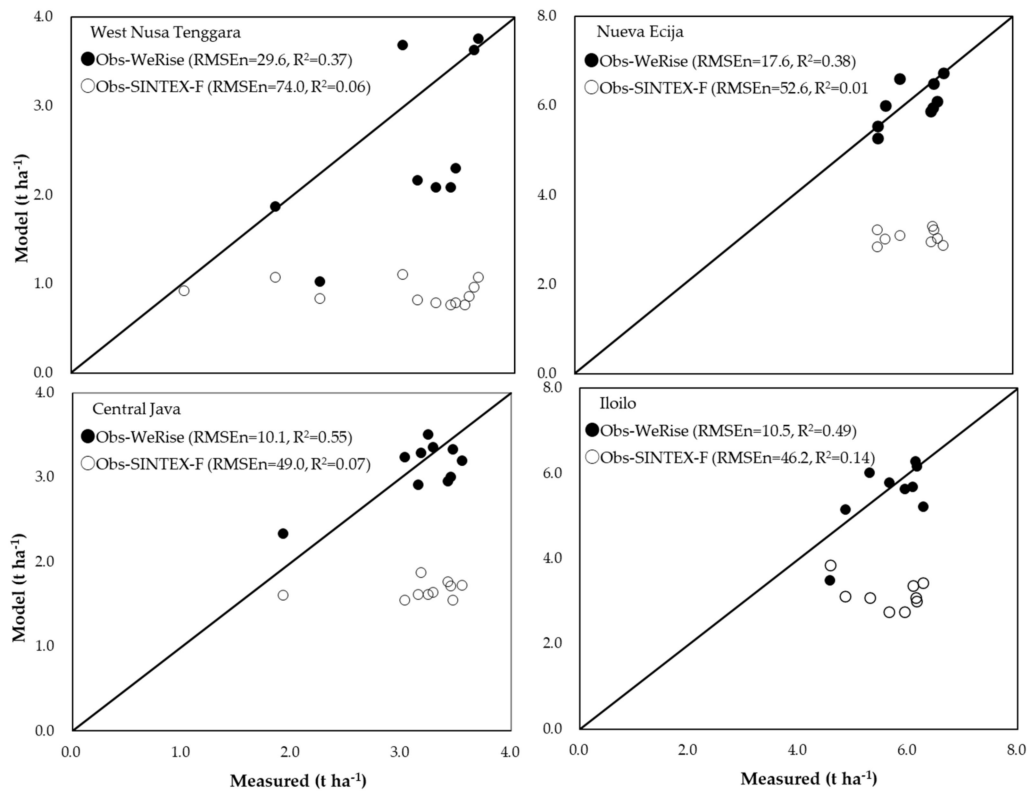 4.0
3.0
2.0
1.0
0.0
Model (t ha-1)
West Nusa Tenggara
Obs-WeRise (RMSEn=29.6, R2=0.37)
Obs-SINTEX-F (RMSEn=74.0, R2=0.06)
8.0
6.0
4.0
2.0
0.0
Nueva Ecija
Obs-WeRise (RMSEn=17.6, R2=0.38)
Obs-SINTEX-F (RMSEn=52.6, R2=0.01
4.0
3.0
2.0
1.0
0.0
Model (t ha-1)
Central Java
Obs-WeRise (RMSEn=10.1, R2=0.55)
Obs-SINTEX-F (RMSEn=49.0, R2=0.07)
0.0 1.0 2.0 3.0 4.0
Measured (t ha-1)
8.0
6.0
4.0
2.0
0.0
Iloilo
Obs-WeRise (RMSEn=10.5, R2=0.49)
Obs-SINTEX-F (RMSEn=46.2, R2=0.14)
0.0 2.0 4.0 6.0 8.0
Measured (t ha-1)